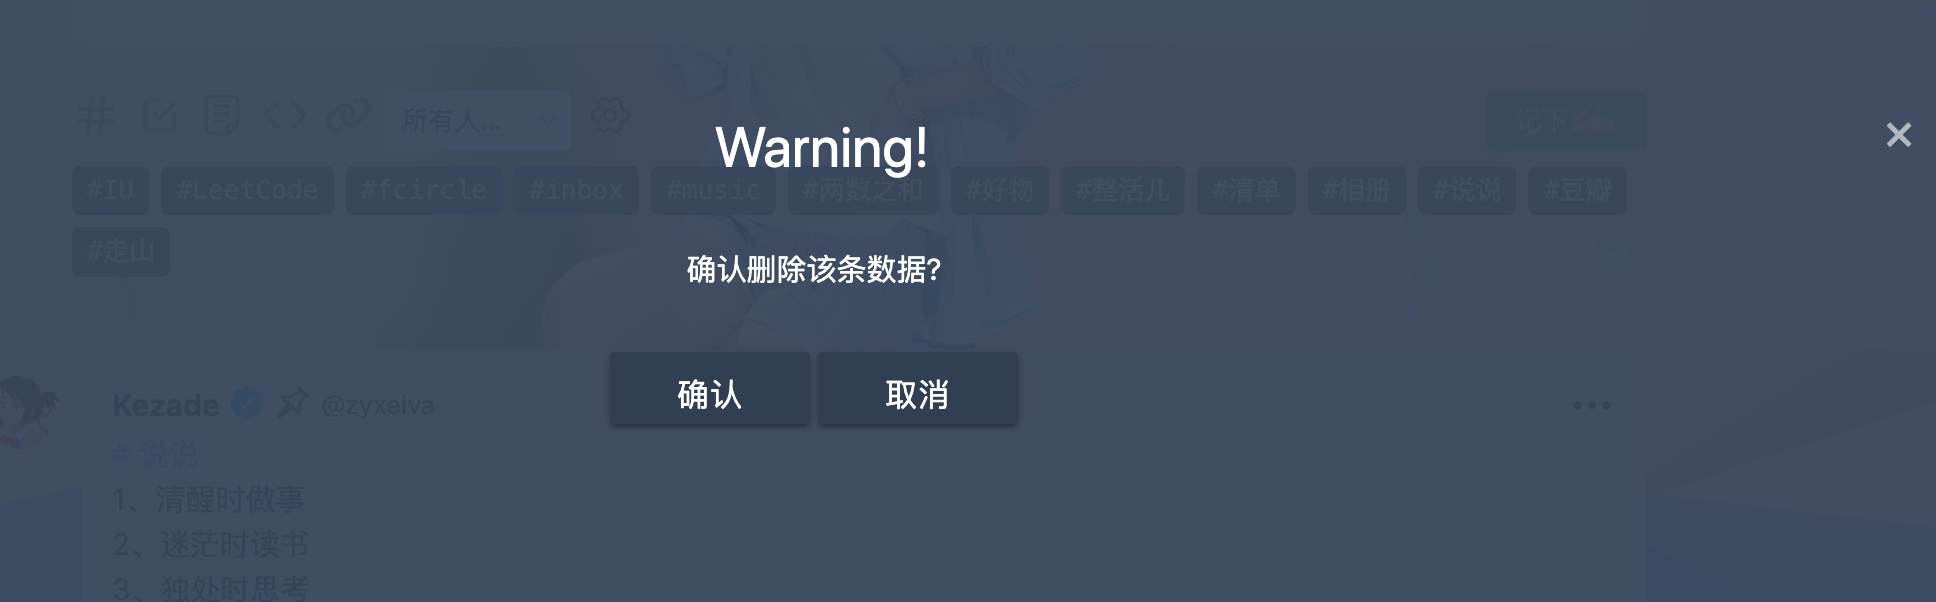 所有人...
记下
Warning!
#IU #LeetCode #fcircle #inbox #music #两数之和 #好物 #整活儿 #清单 #相册 #说说 #豆瓣
#走山
确认删除该条数据?
确认 取消
Kezade @zyxelva
# 说说
1、清醒时做事
2、迷茫时读书
3、独处时思考